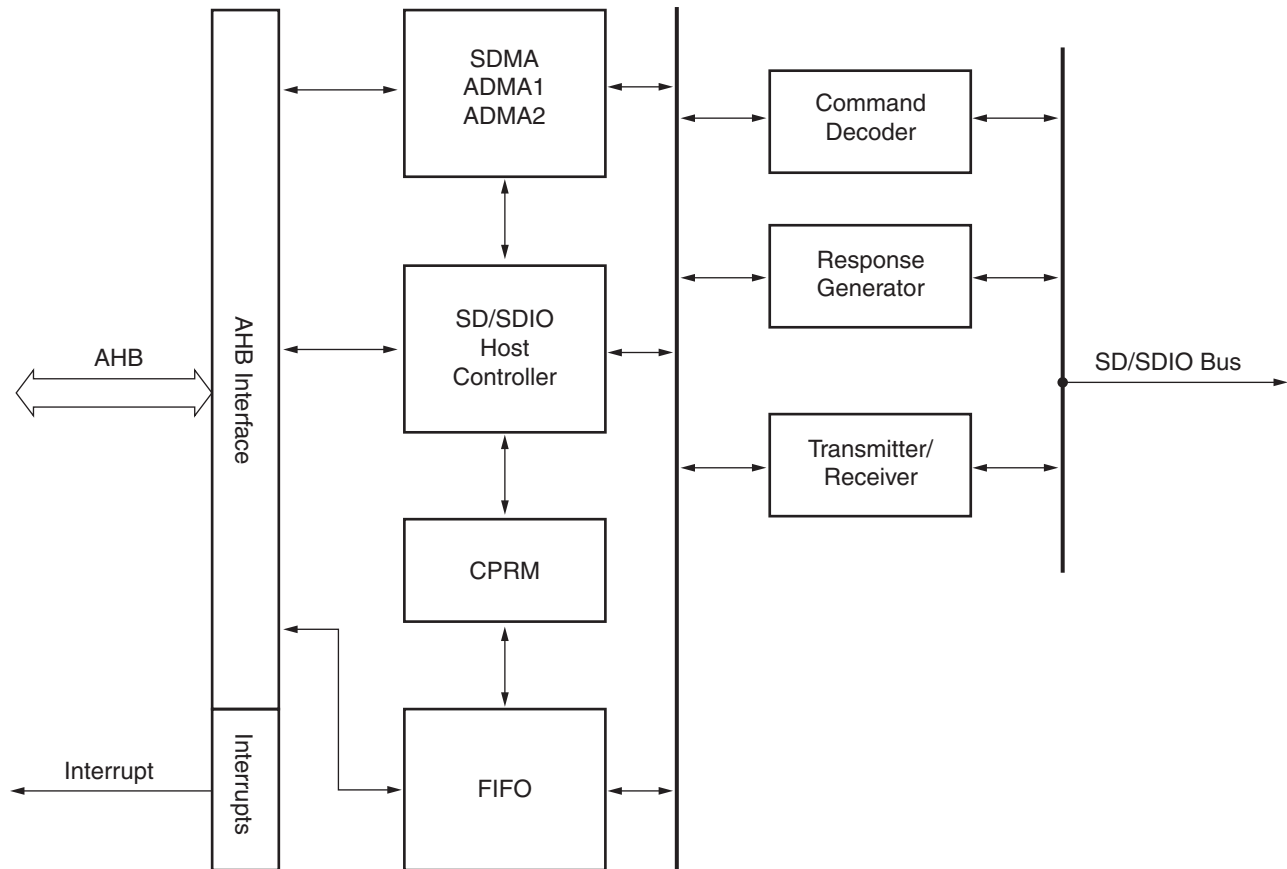 SDMA
ADMA1
ADMA2
Command
Decoder
Response
Generator
SD/SDIO
Host
Controller
AHB Interface
AHB
SD/SDIO Bus
Transmitter/
Receiver
CPRM
Interrupts
Interrupt
FIFO